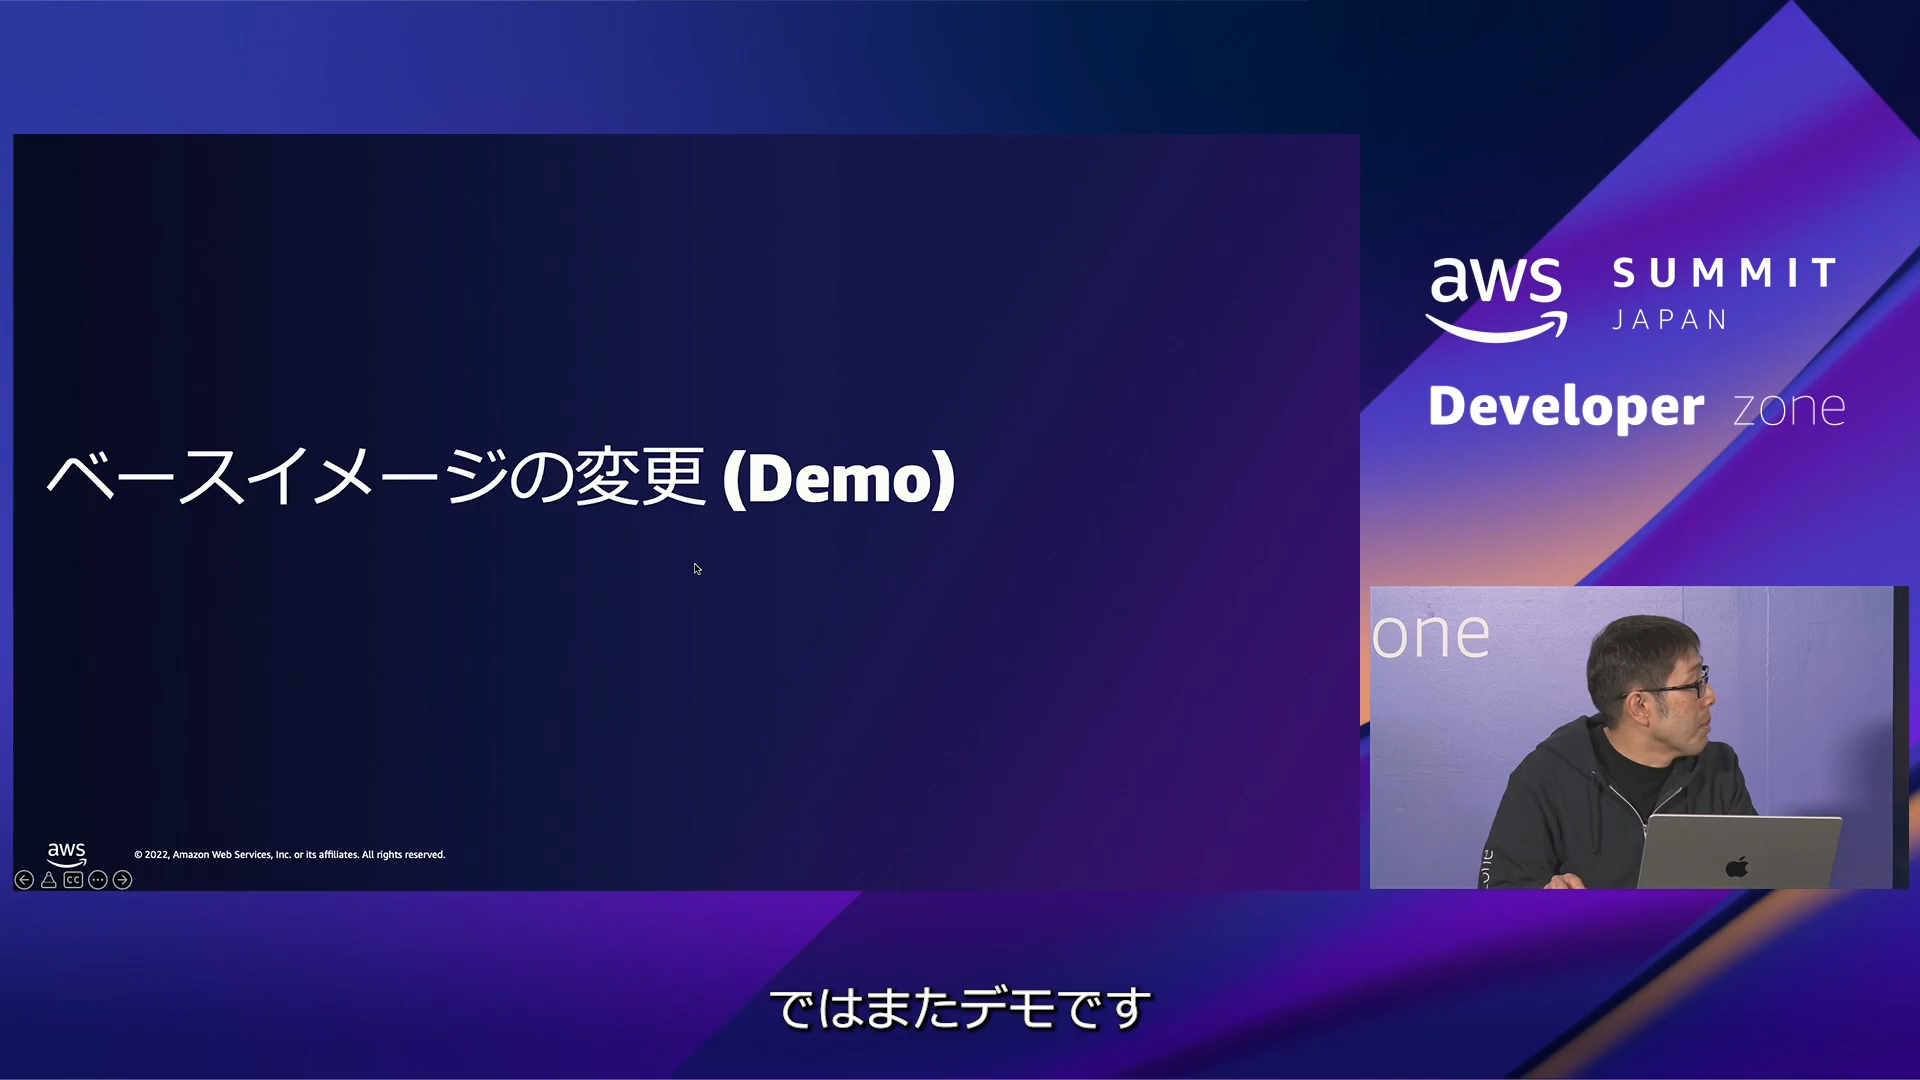 aws SUMMIT
JAPAN
Developer zone
ベースイメージの変更 (Demo)
one
aws
© 2022, Amazon Web Services, Inc. or its affiliates. All rights reserved.
CC
ではまたデモです